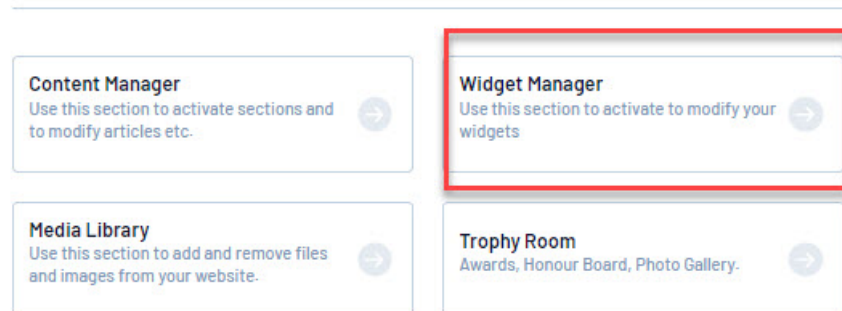 Content Manager
Use this section to activate sections and
to modify articles etc.
Widget Manager
Use this section to activate to modify your
widgets
Media Library
Use this section to add and remove files
and images from your website.
Trophy Room
Awards, Honour Board, Photo Gallery.